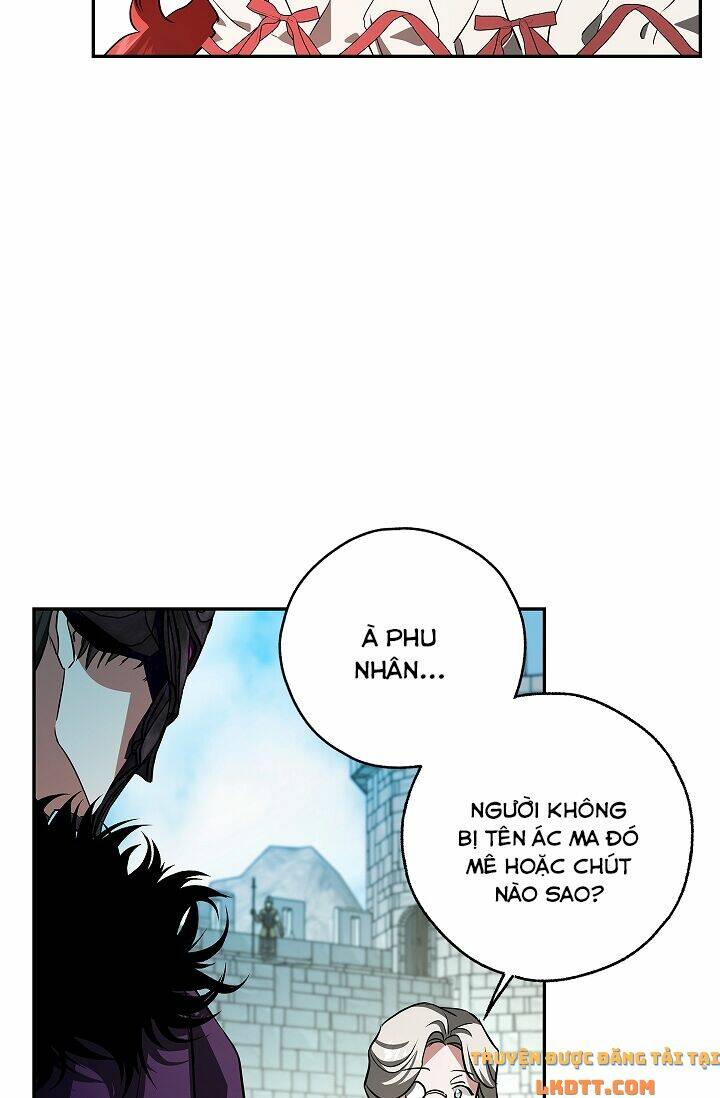 À PHU
NHÂN...
NGƯỜI KHÔNG
BỊ TÊN ÁC MA ĐÓ
MÊ HOẶC CHÚT
NÀO SAO?
TRUYỆN ĐƯỢC ĐĂNG TẢI TẠI
LKDTT.COM